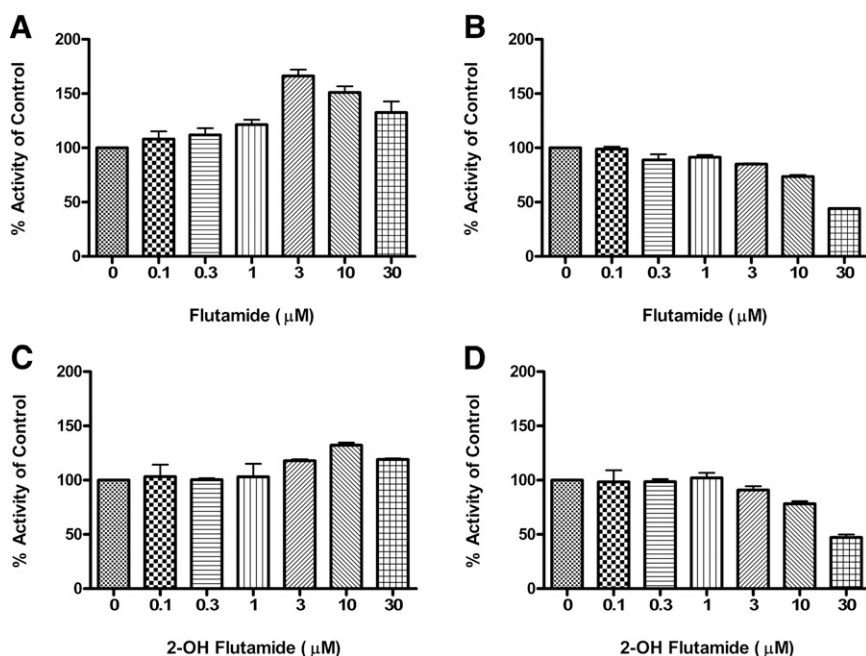 A
% Activity of Control
200
150
100
50
0
0 0.1 0.3 1 3 10 30
Flutamide (μM)
B
% Activity of Control
200
150
100
50
0
0 0.1 0.3 1 3 10 30
Flutamide (μM)
C
% Activity of Control
200
150
100
50
0
0 0.1 0.3 1 3 10 30
2-OH Flutamide (μM)
D
% Activity of Control
200
150
100
50
0
0 0.1 0.3 1 3 10 30
2-OH Flutamide (μM)